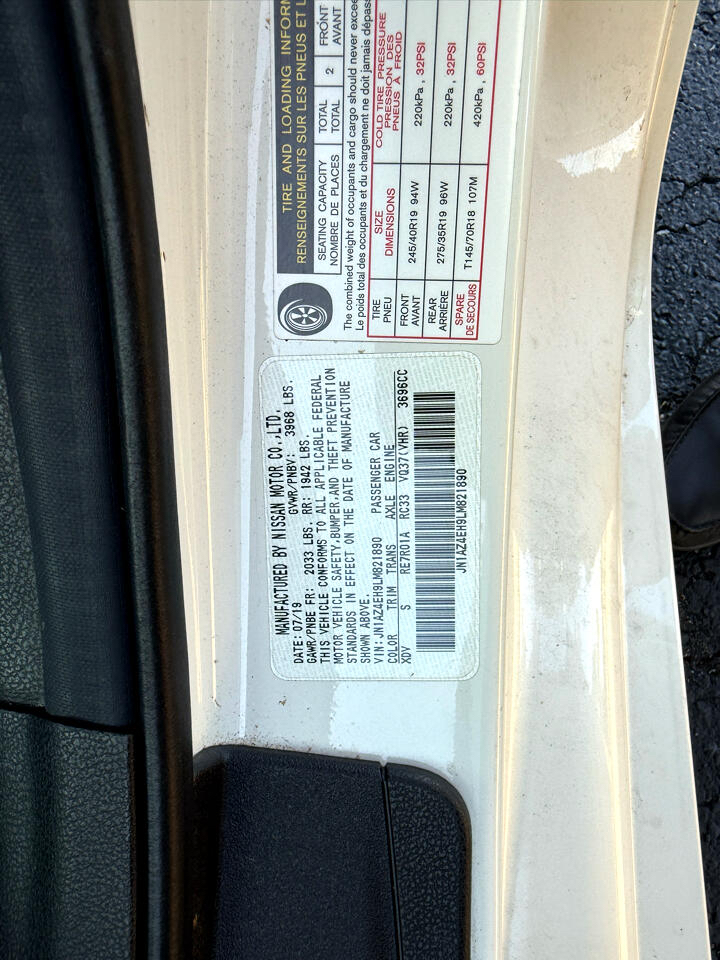 TIRE AND LOADING INFORM
RENSEIGNEMENTS SUR LES PNEUS ET L
SEATING CAPACITY
NOMBRE DE PLACES
TOTAL
TOTAL
2
FRONT
AVANT
The combined weight of occupants and cargo should never excee
Le poids total des occupants et du chargement ne doit jamais dépass
TIRE
PNEU
SIZE
DIMENSIONS
COLD TIRE PRESSURE
PRESSION DES
PNEUS À FROID
FRONT
AVANT
245/40R19 94W
220kPa , 32PSI
REAR
ARRIÈRE
275/35R19 96W
220kPa , 32PSI
SPARE
DE SECOURS
T145/70R18 107M
420kPa , 60PSI
MANUFACTURED BY NISSAN MOTOR CO.,LTD.
DATE: 07/19 GVWR/PNBV: 3968 LBS.
GAWR/PNBE FR: 2033 LBS. RR: 1942 LBS.
THIS VEHICLE CONFORMS TO ALL APPLICABLE FEDERAL
MOTOR VEHICLE SAFETY,BUMPER,AND THEFT PREVENTION
STANDARDS IN EFFECT ON THE DATE OF MANUFACTURE
SHOWN ABOVE.
VIN:JN1AZ4EH9LM821890 PASSENGER CAR
COLOR TRIM TRANS AXLE ENGINE
XDV S RE7R01A RC33 VQ37(VHR) 3696CC
JN1AZ4EH9LM821890